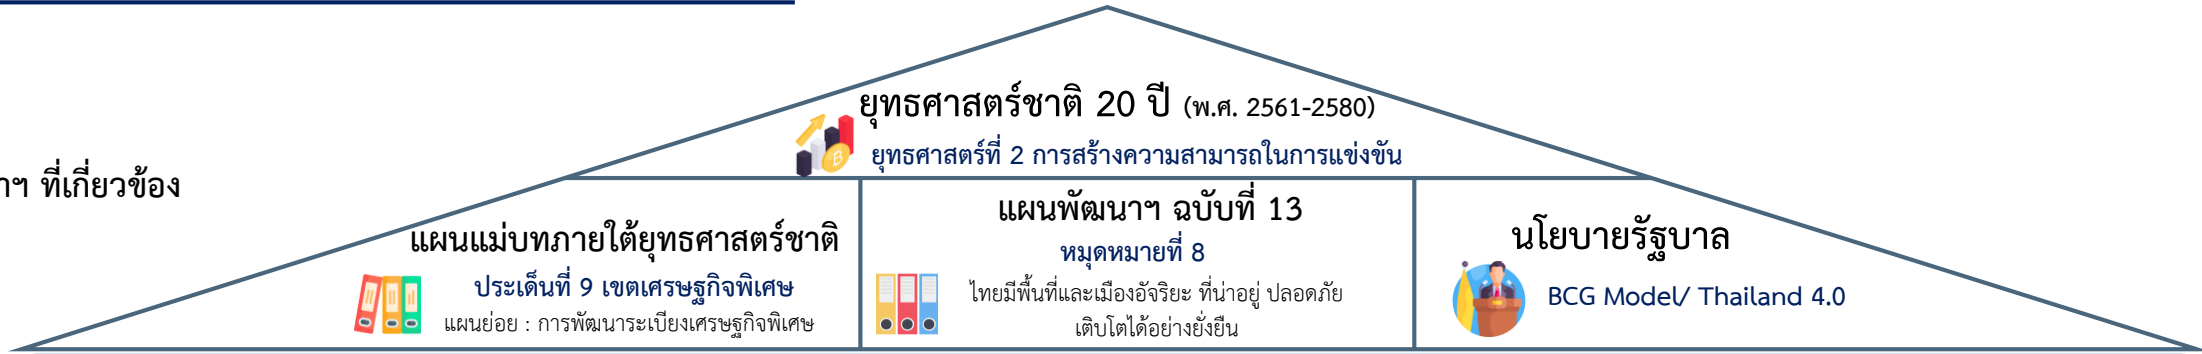 ยุทธศาสตร์ชาติ 20 ปี (พ.ศ. 2561-2580)
ยุทธศาสตร์ที่ 2 การสร้างความสามารถในการแข่งขัน
ที่เกี่ยวข้อง
แผนแม่บทภายใต้ยุทธศาสตร์ชาติ
ประเด็นที่ 9 เขตเศรษฐกิจพิเศษ
แผนย่อย : การพัฒนาระเบียงเศรษฐกิจพิเศษ
แผนพัฒนาฯ ฉบับที่ 13
หมุดหมายที่ 8
ไทยมีพื้นที่และเมืองอัจริยะ ที่น่าอยู่ ปลอดภัย
เติบโตได้อย่างยั่งยืน
นโยบายรัฐบาล
BCG Model/ Thailand 4.0